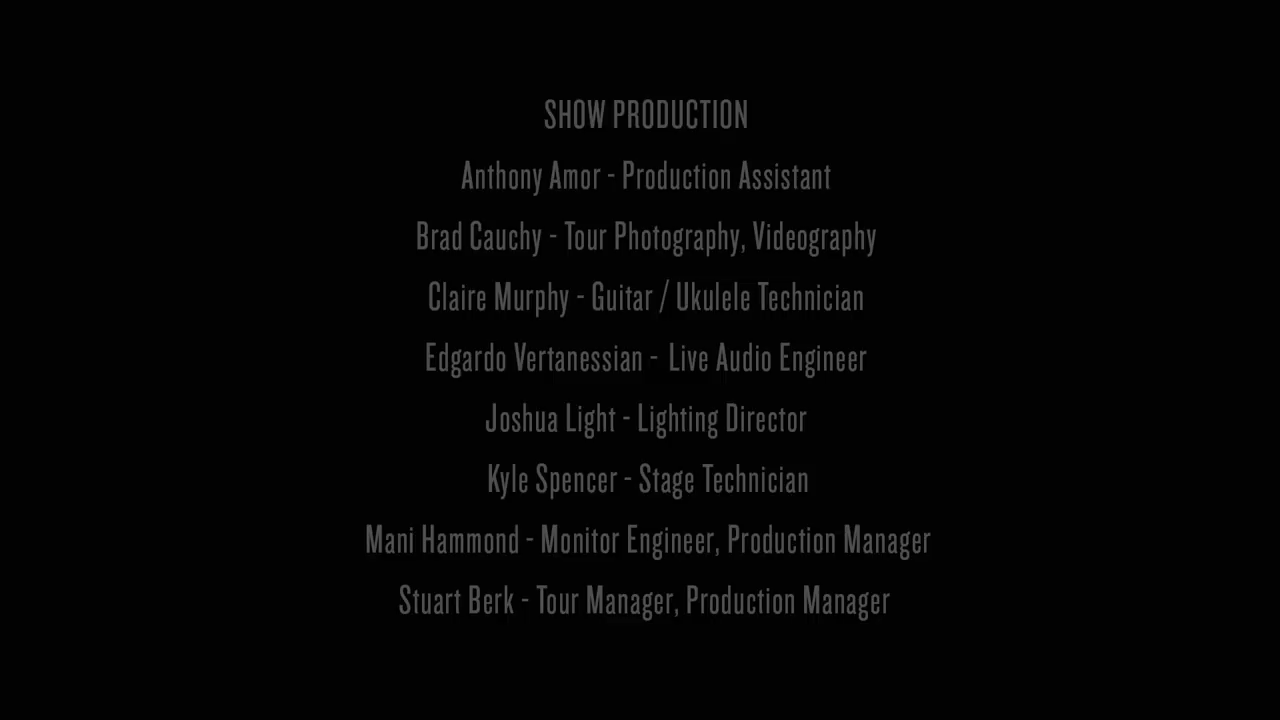 SHOW PRODUCTION
Anthony Amor - Production Assistant
Brad Cauchy - Tour Photography, Videography
Claire Murphy - Guitar / Ukulele Technician
Edgardo Vertanessian - Live Audio Engineer
Joshua Light - Lighting Director
Kyle Spencer - Stage Technician
Mani Hammond - Monitor Engineer, Production Manager
Stuart Berk - Tour Manager, Production Manager